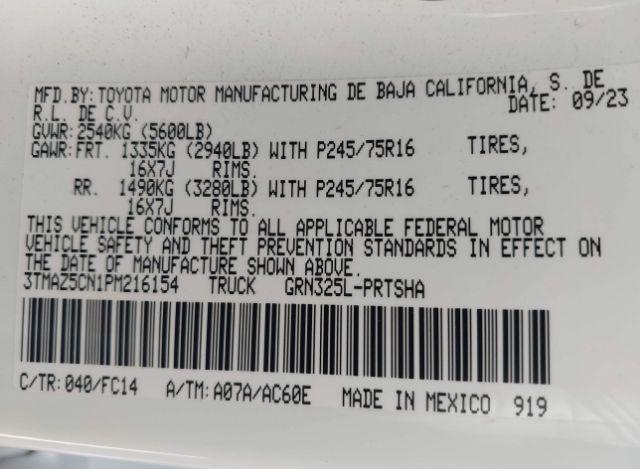 MFD.BY: TOYOTA MOTOR MANUFACTURING DE BAJA CALIFORNIA, S. DE
R.L. DE C.V. DATE: 09/23
GVWR: 2540KG (5600LB)
GAWR: FRT. 1335KG (2940LB) WITH P245/75R16 TIRES,
16X7J RIMS.
RR. 1490KG (3280LB) WITH P245/75R16 TIRES,
16X7J RIMS.
THIS VEHICLE CONFORMS TO ALL APPLICABLE FEDERAL MOTOR
VEHICLE SAFETY AND THEFT PREVENTION STANDARDS IN EFFECT ON
THE DATE OF MANUFACTURE SHOWN ABOVE.
3TMAZ5CN1PM216154 TRUCK GRN325L-PRTSHA
C/TR: 040/FC14 A/TM: A07A/AC60E MADE IN MEXICO 919